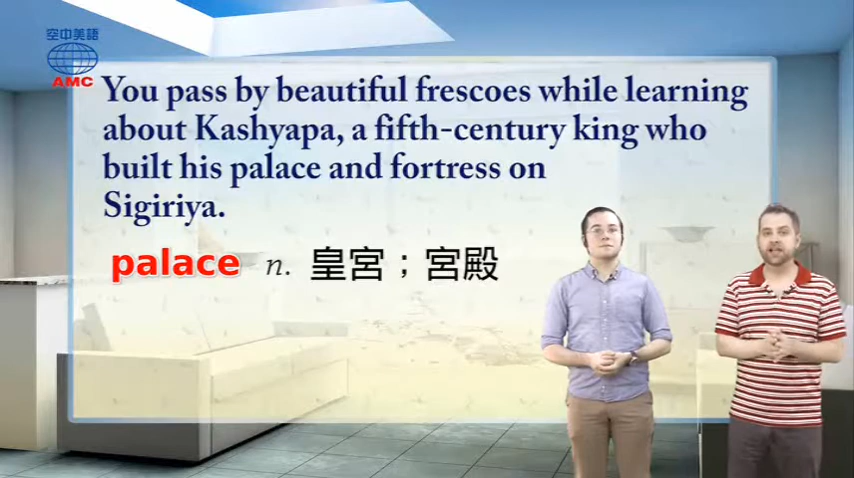 空中美語
AMC
You pass by beautiful frescoes while learning
about Kashyapa, a fifth-century king who
built his palace and fortress on
Sigiriya.
palace n. 皇宮；宮殿